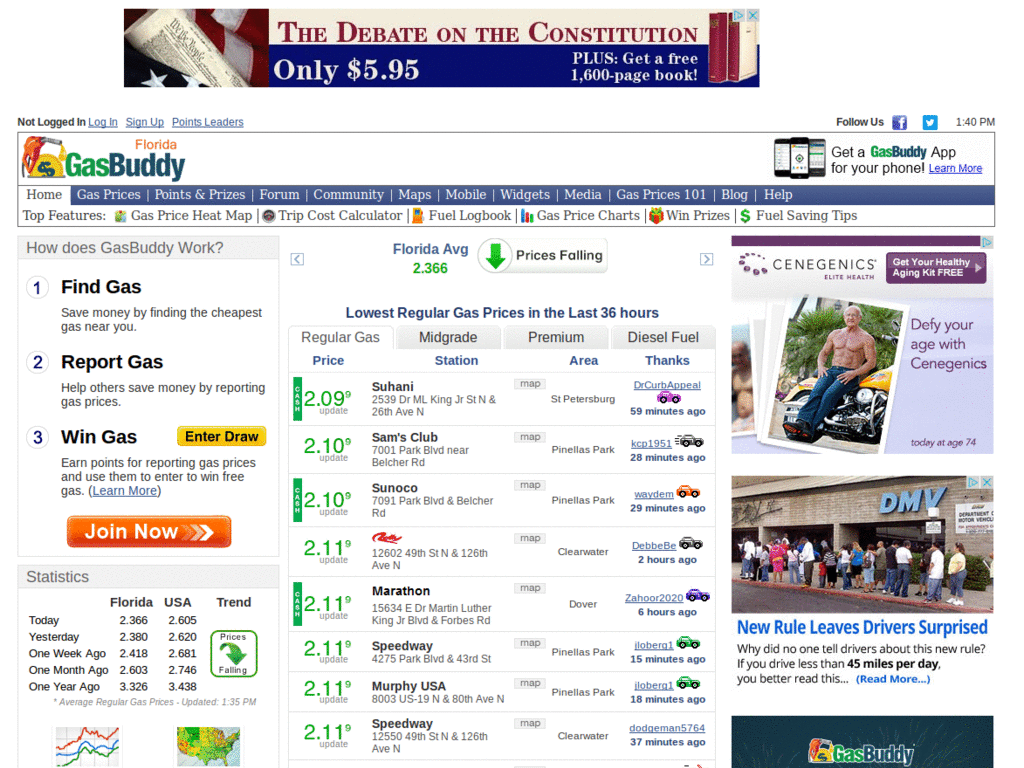 THE DEBATE ON THE CONSTITUTION
Only $5.95
PLUS: Get a free
1,600-page book!
Not Logged In Log In Sign Up Points Leaders
Follow Us 1:40 PM
Florida
GasBuddy
Get a GasBuddy App
for your phone! Learn More
Home Gas Prices | Points & Prizes | Forum | Community | Maps | Mobile | Widgets | Media | Gas Prices 101 | Blog | Help
Top Features: Gas Price Heat Map | Trip Cost Calculator | Fuel Logbook | Gas Price Charts | Win Prizes | $ Fuel Saving Tips
How does GasBuddy Work?
1 Find Gas
Save money by finding the cheapest
gas near you.
2 Report Gas
Help others save money by reporting
gas prices.
3 Win Gas Enter Draw
Earn points for reporting gas prices
and use them to enter to win free
gas. (Learn More)
Join Now
Statistics
Florida USA Trend
Today 2.366 2.605
Yesterday 2.380 2.620
One Week Ago 2.418 2.681
One Month Ago 2.603 2.746
One Year Ago 3.326 3.438
Prices
Falling
* Average Regular Gas Prices - Updated: 1:35 PM
Florida Avg
2.366
Prices Falling
Lowest Regular Gas Prices in the Last 36 hours
Regular Gas Midgrade Premium Diesel Fuel
Price Station Area Thanks
CASH 2.099 update
Suhani
2539 Dr ML King Jr St N &
26th Ave N
map
St Petersburg
DrCurbAppeal
59 minutes ago
2.109 update
Sam's Club
7001 Park Blvd near
Belcher Rd
map
Pinellas Park
kcp1951
28 minutes ago
CASH 2.109 update
Sunoco
7091 Park Blvd & Belcher
Rd
map
Pinellas Park
waydem
29 minutes ago
2.119 update
12602 49th St N & 126th
Ave N
map
Clearwater
DebbeBe
2 hours ago
CASH 2.119 update
Marathon
15634 E Dr Martin Luther
King Jr Blvd & Forbes Rd
map
Dover
Zahoor2020
6 hours ago
2.119 update
Speedway
4275 Park Blvd & 43rd St
map
Pinellas Park
jloberg1
15 minutes ago
2.119 update
Murphy USA
8003 US-19 N & 80th Ave N
map
Pinellas Park
jloberg1
18 minutes ago
2.119 update
Speedway
12550 49th St N & 126th
Ave N
map
Clearwater
dodgeman5764
37 minutes ago
CENEGENICS
ELITE HEALTH
Get Your Healthy
Aging Kit FREE
Defy your
age with
Cenegenics
today at age 74
DMV
DEPARTMENT
MOTOR VEHICLE
New Rule Leaves Drivers Surprised
Why did no one tell drivers about this new rule?
If you drive less than 45 miles per day,
you better read this... (Read More...)
GasBuddy